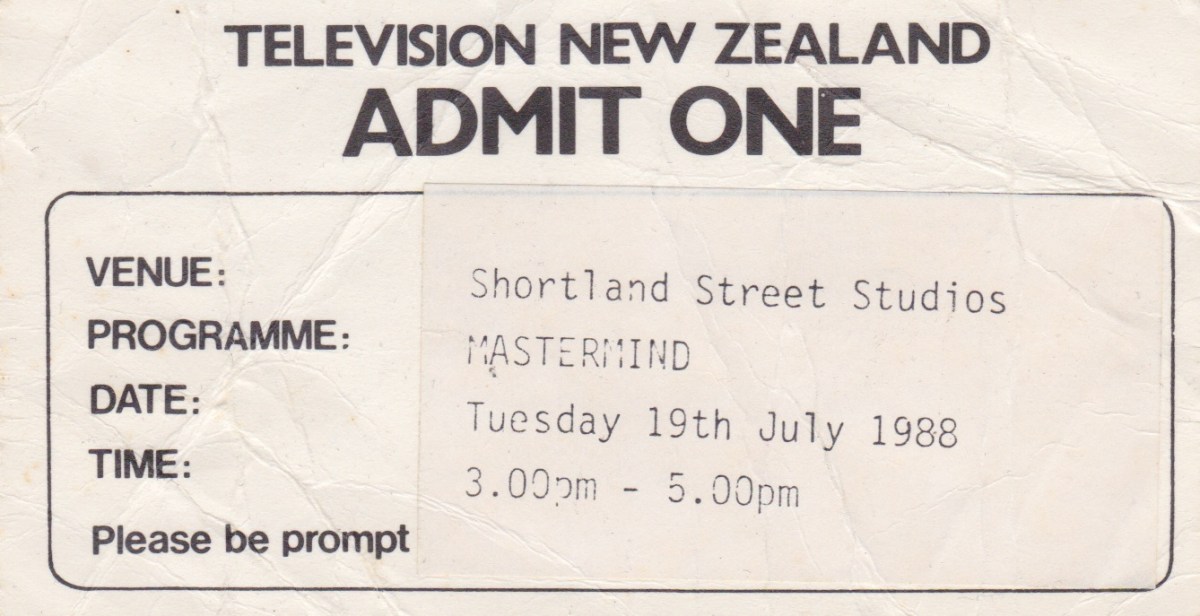 TELEVISION NEW ZEALAND
ADMIT ONE
VENUE: Shortland Street Studios
PROGRAMME: MASTERMIND
DATE: Tuesday 19th July 1988
TIME: 3.00pm - 5.00pm
Please be prompt